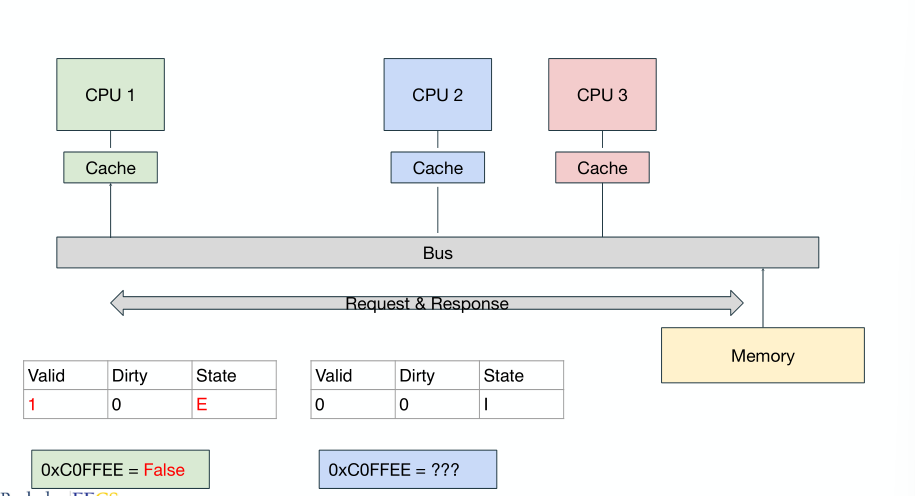 CPU 1
CPU 2
CPU 3
Cache
Cache
Cache
Bus
Request & Response
Memory
Valid Dirty State
1 0 E
Valid Dirty State
0 0 I
0xC0FFEE = False
0xC0FFEE = ???